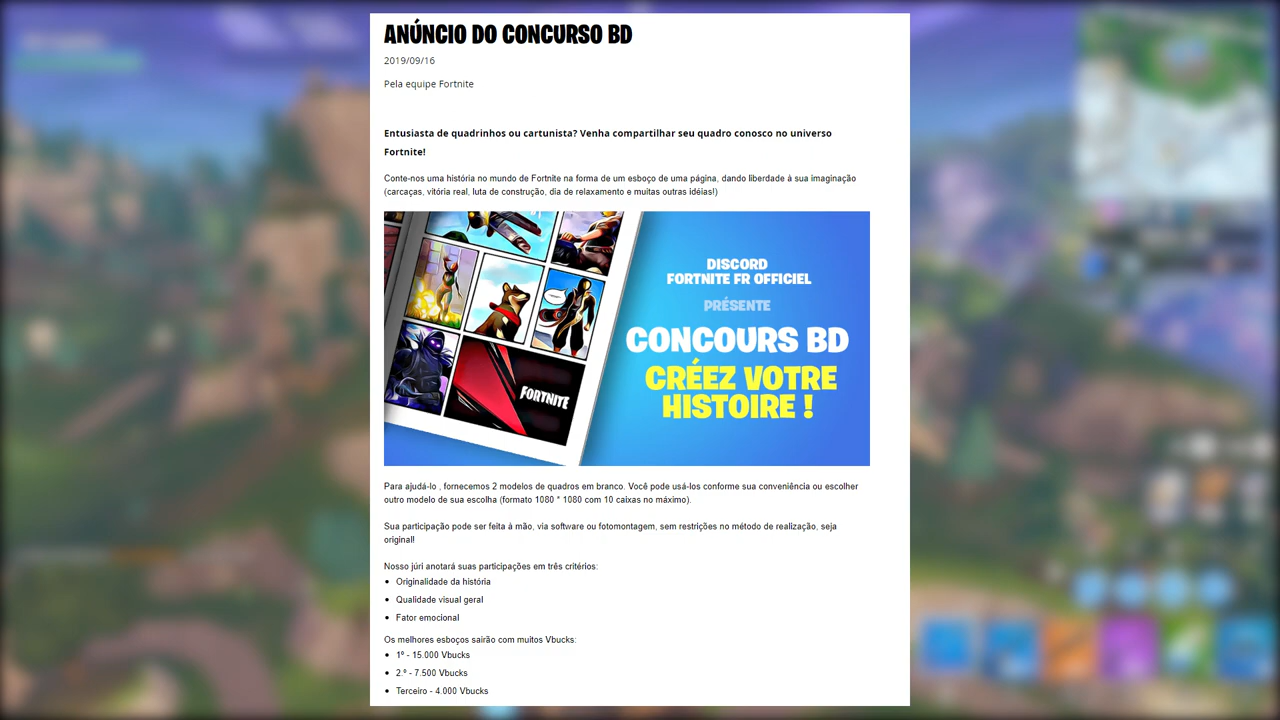 ANÚNCIO DO CONCURSO BD
2019/09/16
Pela equipe Fortnite
Entusiasta de quadrinhos ou cartunista? Venha compartilhar seu quadro conosco no universo
Fortnite!
Conte-nos uma história no mundo de Fortnite na forma de um esboço de uma página, dando liberdade à sua imaginação
(carcaças, vitória real, luta de construção, dia de relaxamento e muitas outras idéias!)
DISCORD
FORTNITE FR OFFICIEL
PRÉSENTE
CONCOURS BD
CRÉEZ VOTRE
HISTOIRE !
FORTNITE
Para ajudá-lo , fornecemos 2 modelos de quadros em branco. Você pode usá-los conforme sua conveniência ou escolher
outro modelo de sua escolha (formato 1080 * 1080 com 10 caixas no máximo).
Sua participação pode ser feita à mão, via software ou fotomontagem, sem restrições no método de realização, seja
original!
Nosso júri anotará suas participações em três critérios:
• Originalidade da história
• Qualidade visual geral
• Fator emocional
Os melhores esboços sairão com muitos Vbucks:
• 1º - 15.000 Vbucks
• 2.º - 7.500 Vbucks
• Terceiro - 4.000 Vbucks